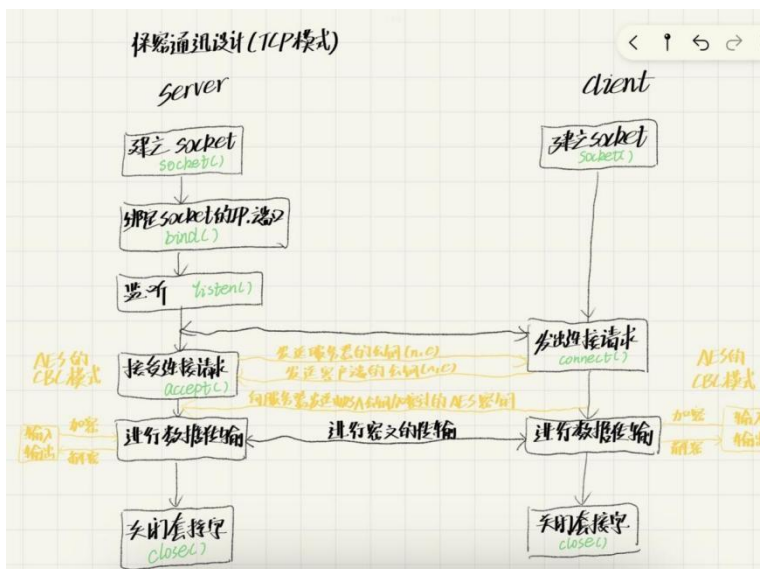 保密通讯设计(TCP模式)
server
client
建立 socket
socket()
建立socket
socket()
绑定socket的IP.端口
bind()
监听 listen()
发出连接请求
connect()
接受连接请求
accept()
发送服务器的公钥(n,e)
发送客户端的公钥(n,e)
AES的
CBC模式
AES的
CBC模式
向服务器发送由RSA公钥加密过的AES密钥
输入
加密
输出
解密
进行数据传输
进行密文的传输
进行数据传输
加密
输入
解密
输出
关闭套接字
close()
关闭套接字
close()